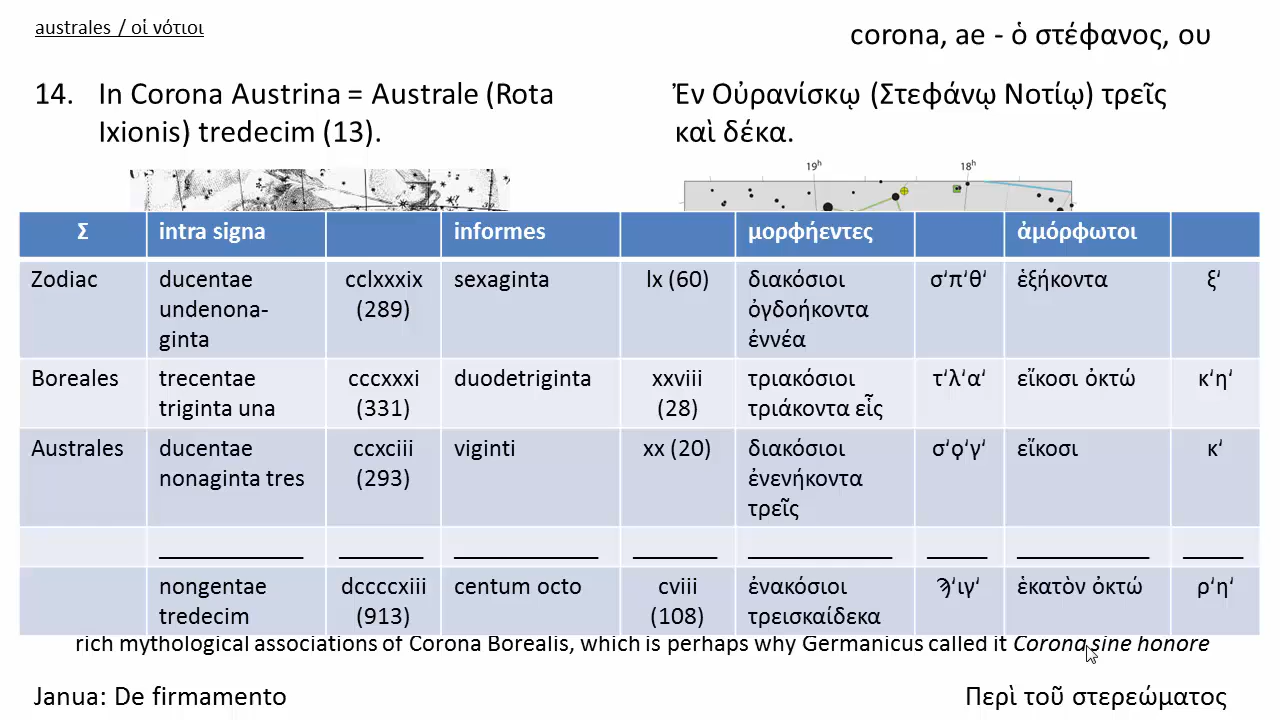 australes / οἱ νότιοι
corona, ae - ὁ στέφανος, ου
14. In Corona Austrina = Australe (Rota
Ixionis) tredecim (13).
Ἐν Οὐρανίσκῳ (Στεφάνῳ Νοτίῳ) τρεῖς
καὶ δέκα.
19ʰ 18ʰ
Σ intra signa informes μορφήεντες ἀμόρφωτοι
Zodiac ducentae undenona-ginta cclxxxix (289) sexaginta lx (60) διακόσιοι ὀγδοήκοντα ἐννέα σʹπʹθʹ ἑξήκοντα ξʹ
Boreales trecentae triginta una cccxxxi (331) duodetriginta xxviii (28) τριακόσιοι τριάκοντα εἷς τʹλʹαʹ εἴκοσι ὀκτώ κʹηʹ
Australes ducentae nonaginta tres ccxciii (293) viginti xx (20) διακόσιοι ἐνενήκοντα τρεῖς σʹϙʹγʹ εἴκοσι κʹ
nongentae tredecim dccccxiii (913) centum octo cviii (108) ἐνακόσιοι τρεισκαίδεκα Ϡʹιγʹ ἑκατὸν ὀκτώ ρʹηʹ
rich mythological associations of Corona Borealis, which is perhaps why Germanicus called it Corona sine honore
Janua: De firmamento
Περὶ τοῦ στερεώματος